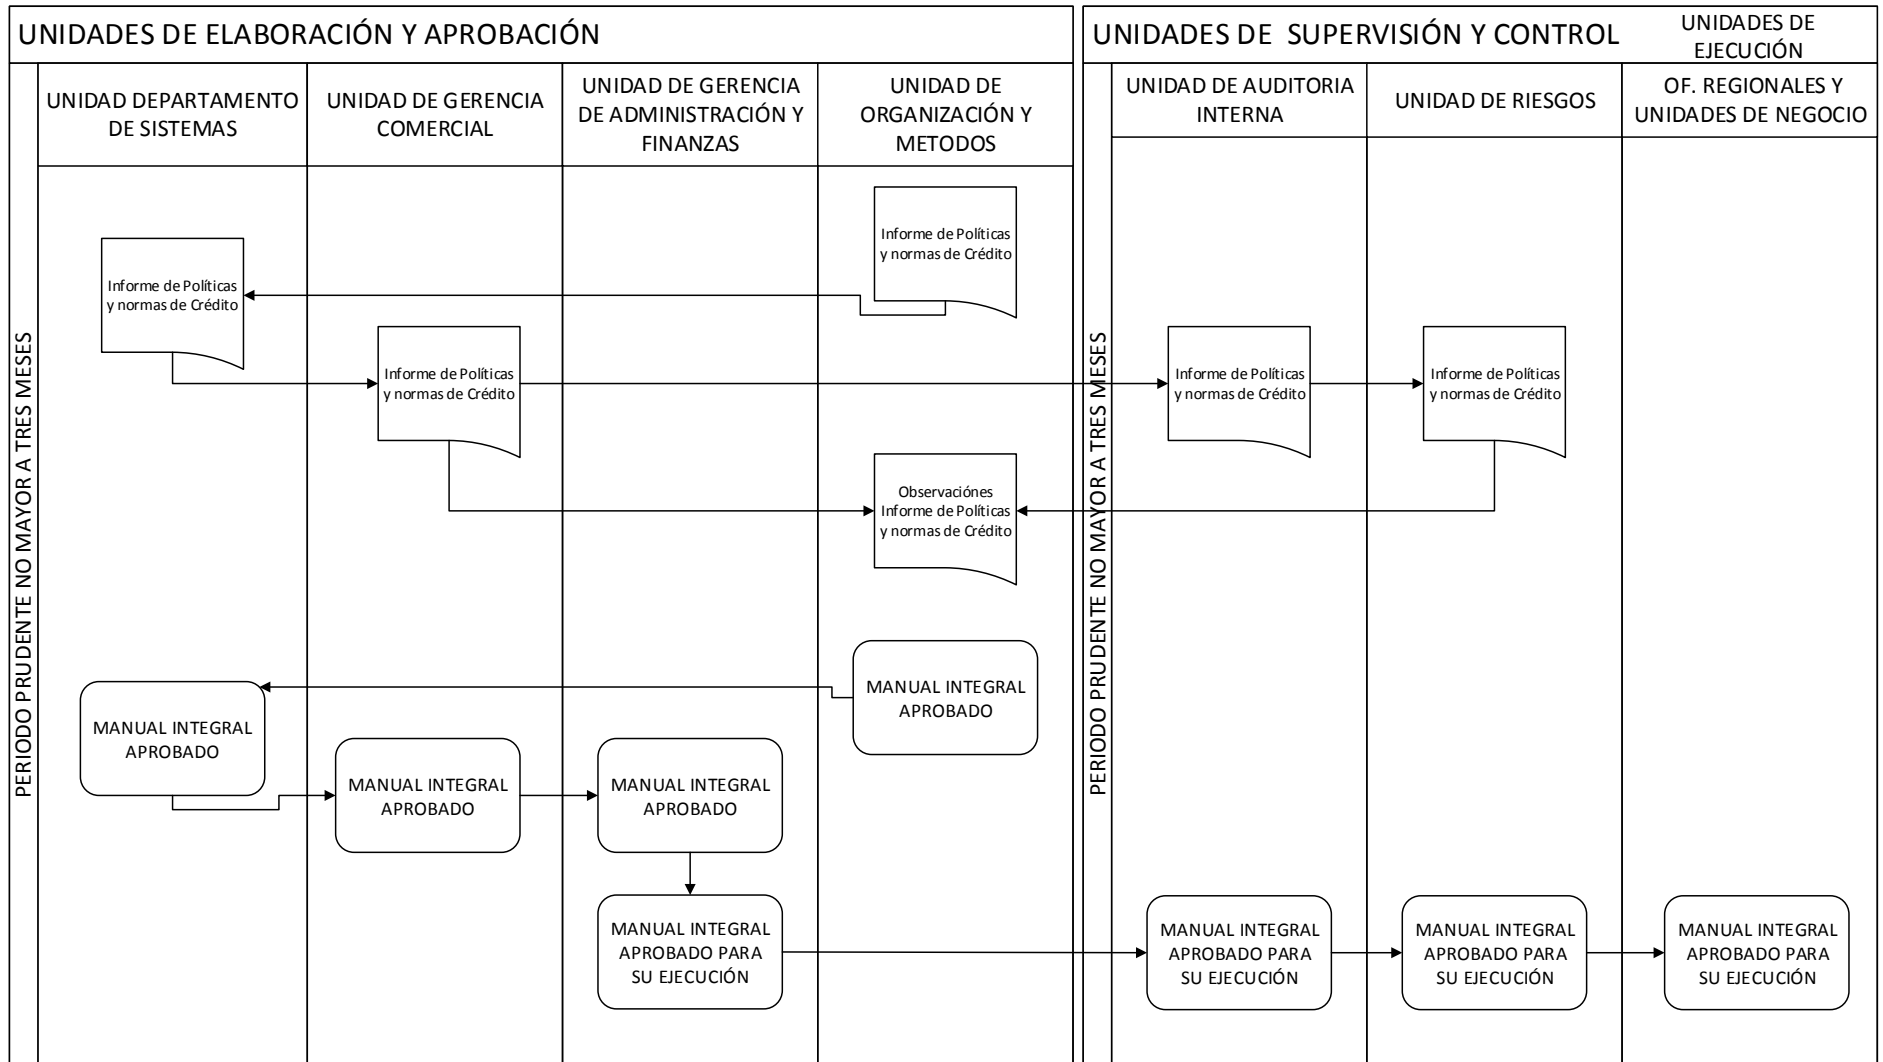 UNIDADES DE ELABORACIÓN Y APROBACIÓN
UNIDADES DE SUPERVISIÓN Y CONTROL
UNIDADES DE
EJECUCIÓN
PERIODO PRUDENTE NO MAYOR A TRES MESES
UNIDAD DEPARTAMENTO
DE SISTEMAS
UNIDAD DE GERENCIA
COMERCIAL
UNIDAD DE GERENCIA
DE ADMINISTRACIÓN Y
FINANZAS
UNIDAD DE
ORGANIZACIÓN Y
METODOS
PERIODO PRUDENTE NO MAYOR A TRES MESES
UNIDAD DE AUDITORIA
INTERNA
UNIDAD DE RIESGOS
OF. REGIONALES Y
UNIDADES DE NEGOCIO
Informe de Políticas
y normas de Crédito
Informe de Políticas
y normas de Crédito
Informe de Políticas
y normas de Crédito
Informe de Políticas
y normas de Crédito
Informe de Políticas
y normas de Crédito
Observaciónes
Informe de Políticas
y normas de Crédito
MANUAL INTEGRAL
APROBADO
MANUAL INTEGRAL
APROBADO
MANUAL INTEGRAL
APROBADO
MANUAL INTEGRAL
APROBADO
MANUAL INTEGRAL
APROBADO PARA
SU EJECUCIÓN
MANUAL INTEGRAL
APROBADO PARA
SU EJECUCIÓN
MANUAL INTEGRAL
APROBADO PARA
SU EJECUCIÓN
MANUAL INTEGRAL
APROBADO PARA
SU EJECUCIÓN